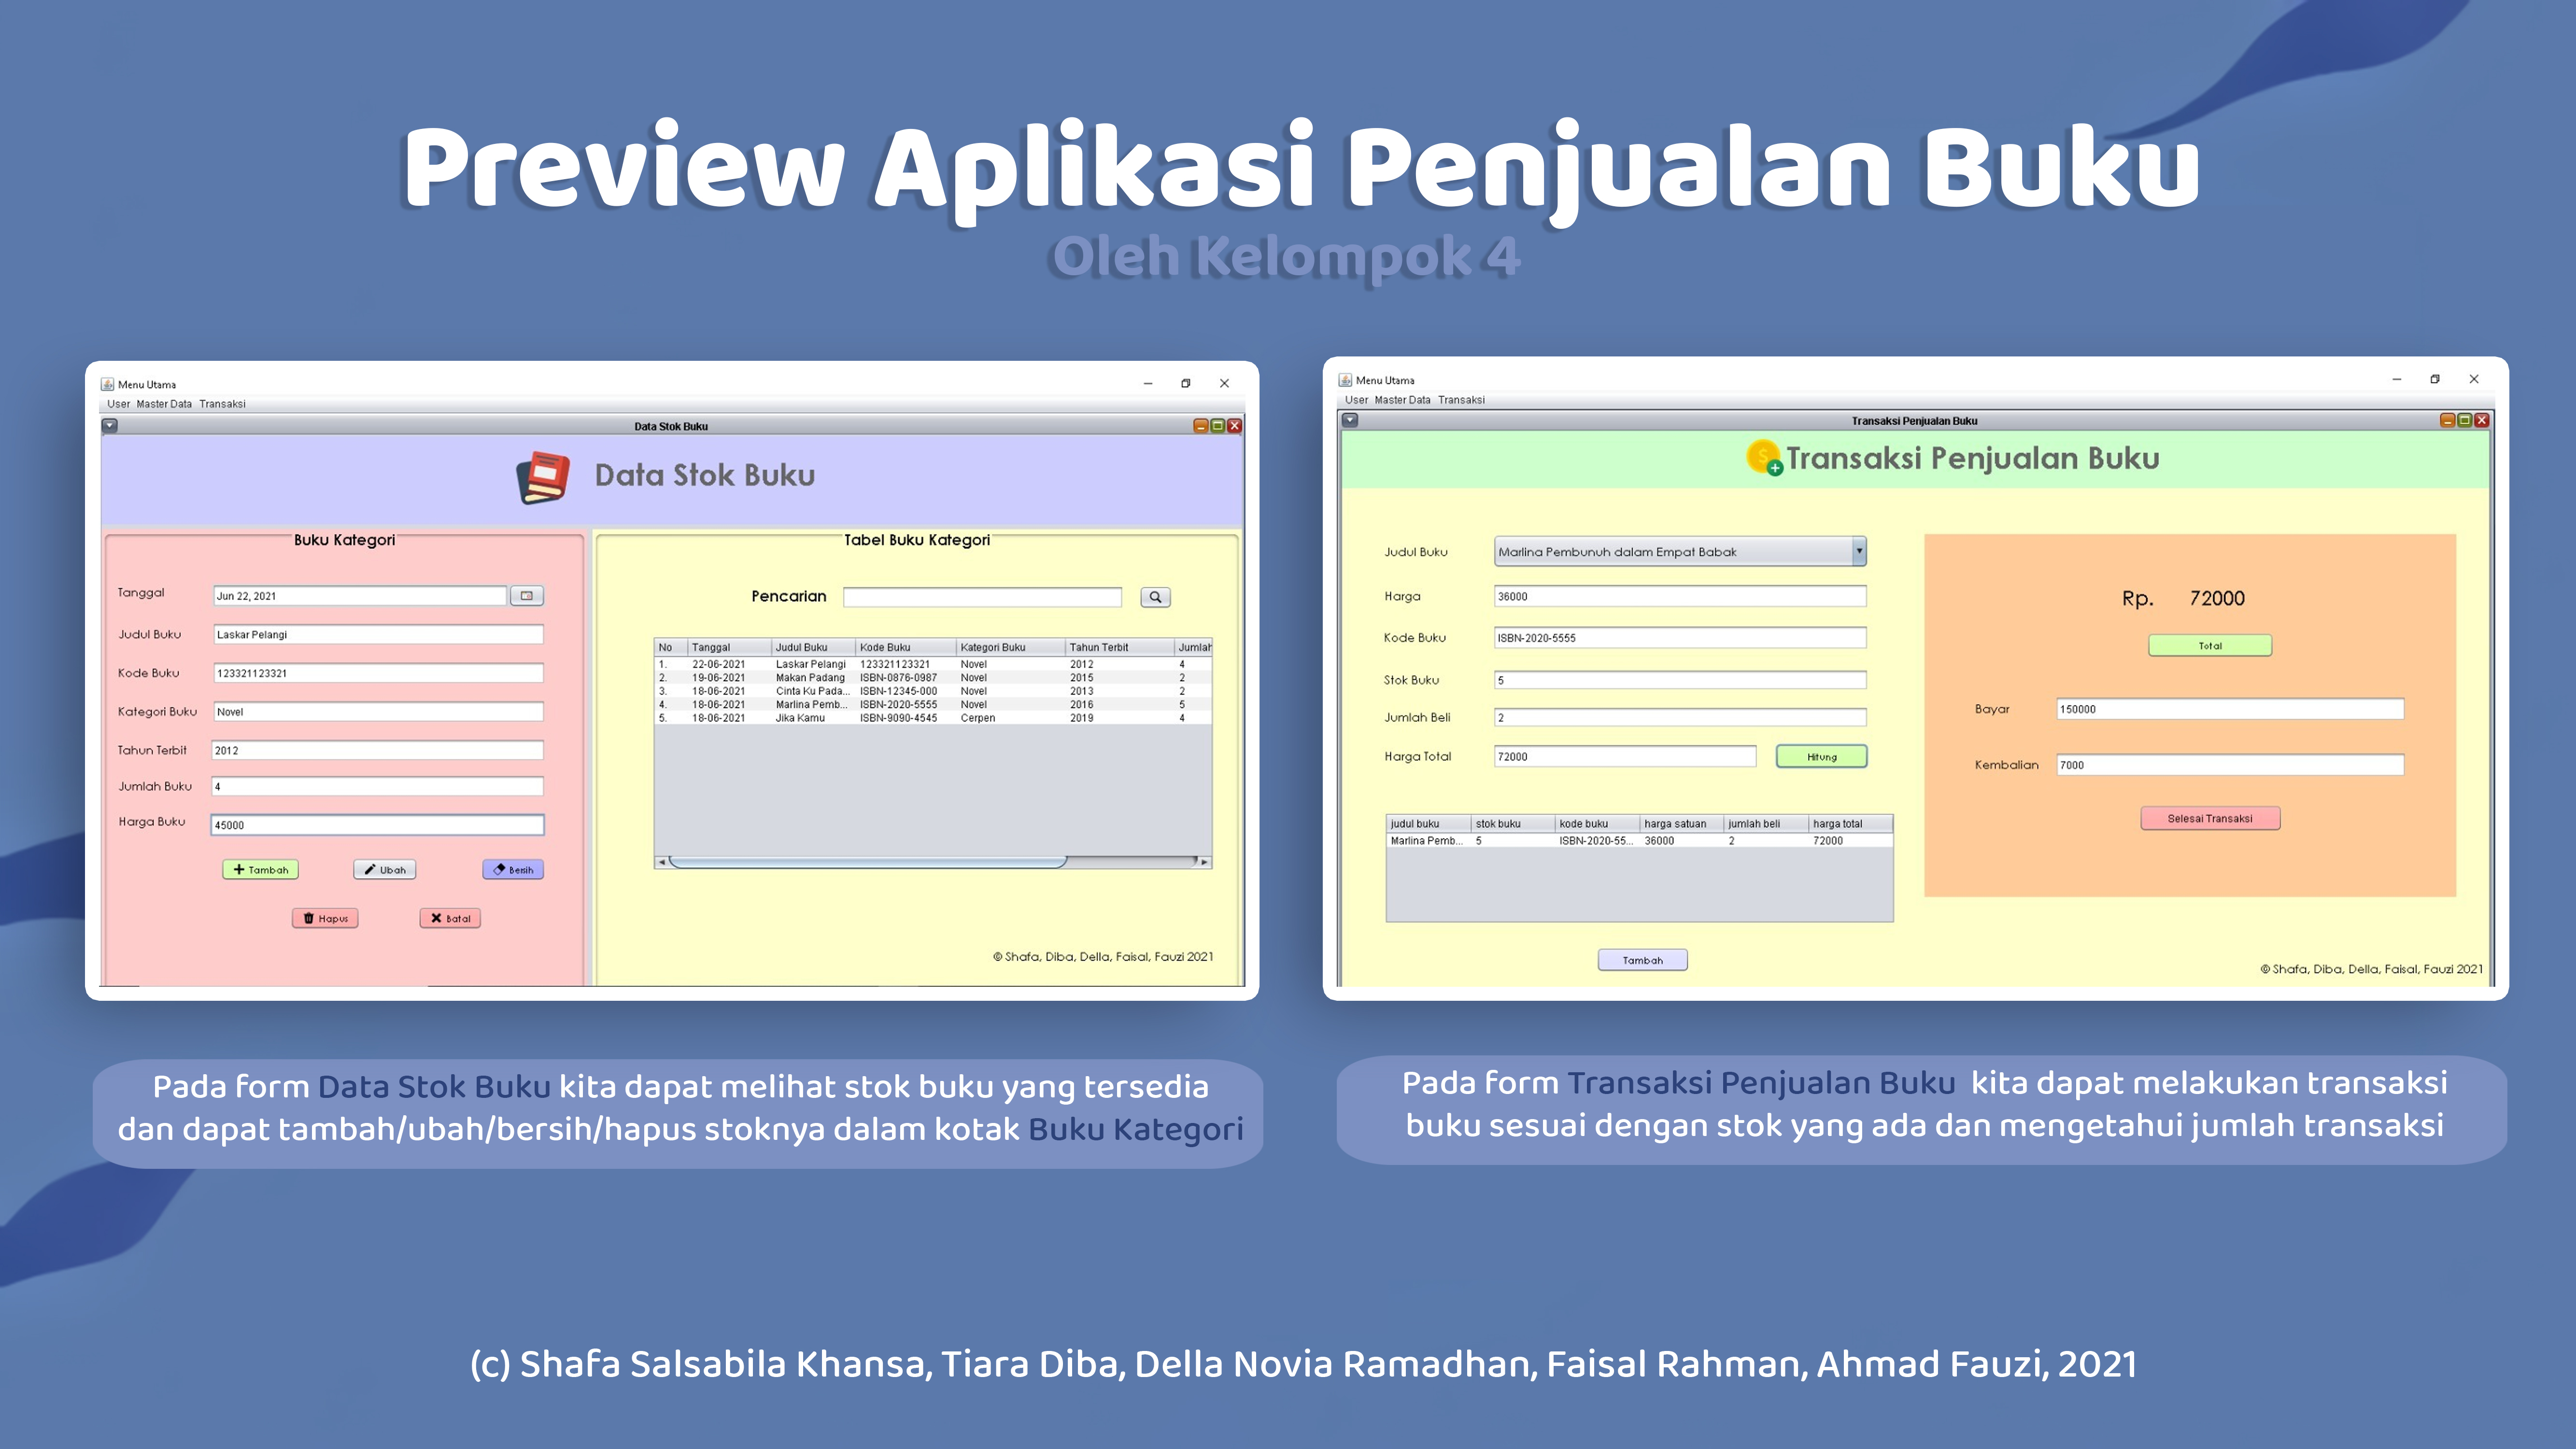 Preview Aplikasi Penjualan Buku
Oleh Kelompok 4
Menu Utama
User Master Data Transaksi
Data Stok Buku
Data Stok Buku
Buku Kategori
Tanggal Jun 22, 2021
Judul Buku Laskar Pelangi
Kode Buku 123321123321
Kategori Buku Novel
Tahun Terbit 2012
Jumlah Buku 4
Harga Buku 45000
Tambah Ubah Bersih
Hapus Batal
Tabel Buku Kategori
Pencarian
No Tanggal Judul Buku Kode Buku Kategori Buku Tahun Terbit Jumlah
1. 22-06-2021 Laskar Pelangi 123321123321 Novel 2012 4
2. 19-06-2021 Makan Padang ISBN-0876-0987 Novel 2015 2
3. 18-06-2021 Cinta Ku Pada... ISBN-12345-000 Novel 2013 2
4. 18-06-2021 Marlina Pemb... ISBN-2020-5555 Novel 2016 5
5. 18-06-2021 Jika Kamu ISBN-9090-4545 Cerpen 2019 4
© Shafa, Diba, Della, Faisal, Fauzi 2021
Menu Utama
User Master Data Transaksi
Transaksi Penjualan Buku
Transaksi Penjualan Buku
Judul Buku Marlina Pembunuh dalam Empat Babak
Harga 36000
Kode Buku ISBN-2020-5555
Stok Buku 5
Jumlah Beli 2
Harga Total 72000 Hitung
judul buku stok buku kode buku harga satuan jumlah beli harga total
Marlina Pemb... 5 ISBN-2020-55... 36000 2 72000
Tambah
Rp. 72000
Total
Bayar 150000
Kembalian 7000
Selesai Transaksi
© Shafa, Diba, Della, Faisal, Fauzi 2021
Pada form Data Stok Buku kita dapat melihat stok buku yang tersedia
dan dapat tambah/ubah/bersih/hapus stoknya dalam kotak Buku Kategori
Pada form Transaksi Penjualan Buku kita dapat melakukan transaksi
buku sesuai dengan stok yang ada dan mengetahui jumlah transaksi
(c) Shafa Salsabila Khansa, Tiara Diba, Della Novia Ramadhan, Faisal Rahman, Ahmad Fauzi, 2021